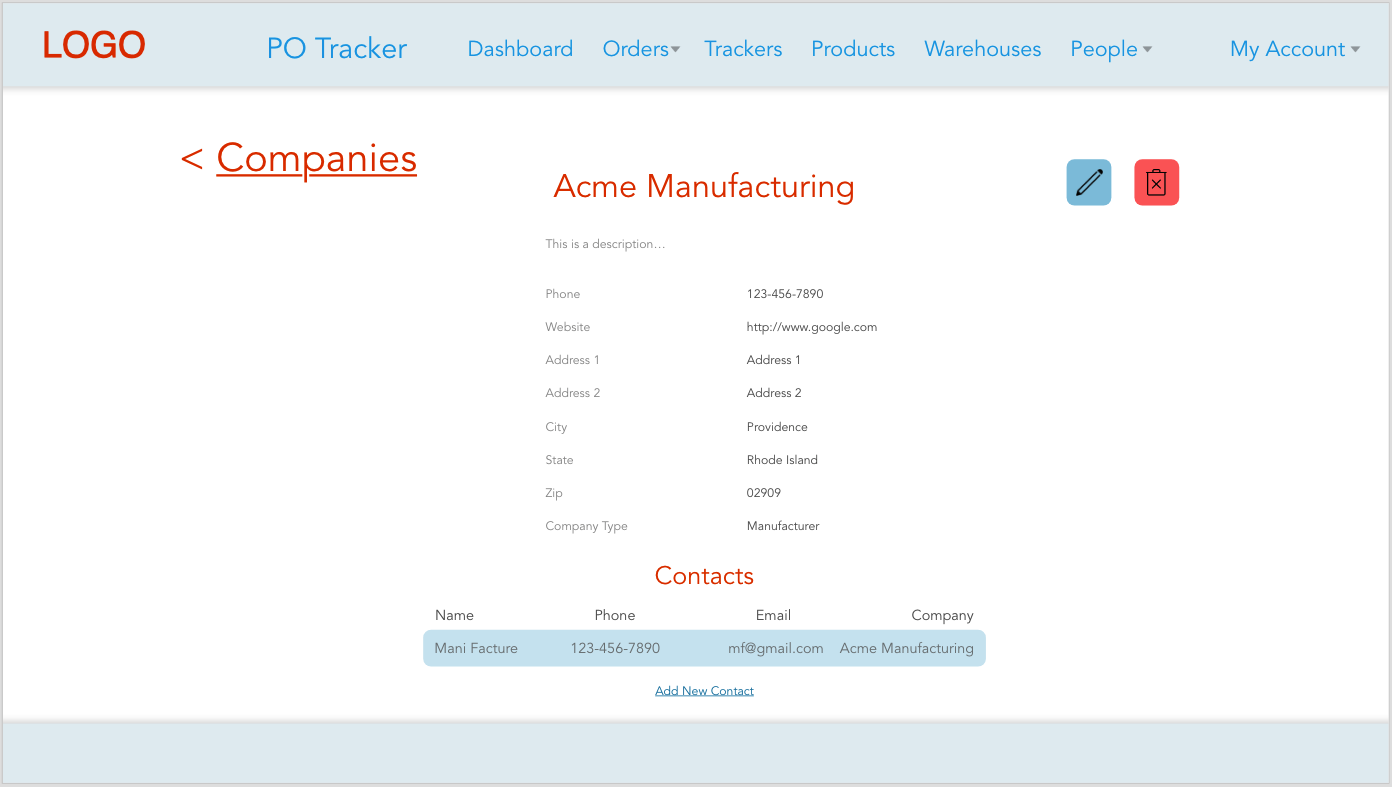 LOGO PO Tracker Dashboard Orders Trackers Products Warehouses People My Account
< Companies
Acme Manufacturing
This is a description…
Phone 123-456-7890
Website http://www.google.com
Address 1 Address 1
Address 2 Address 2
City Providence
State Rhode Island
Zip 02909
Company Type Manufacturer
Contacts
Name Phone Email Company
Mani Facture 123-456-7890 mf@gmail.com Acme Manufacturing
Add New Contact